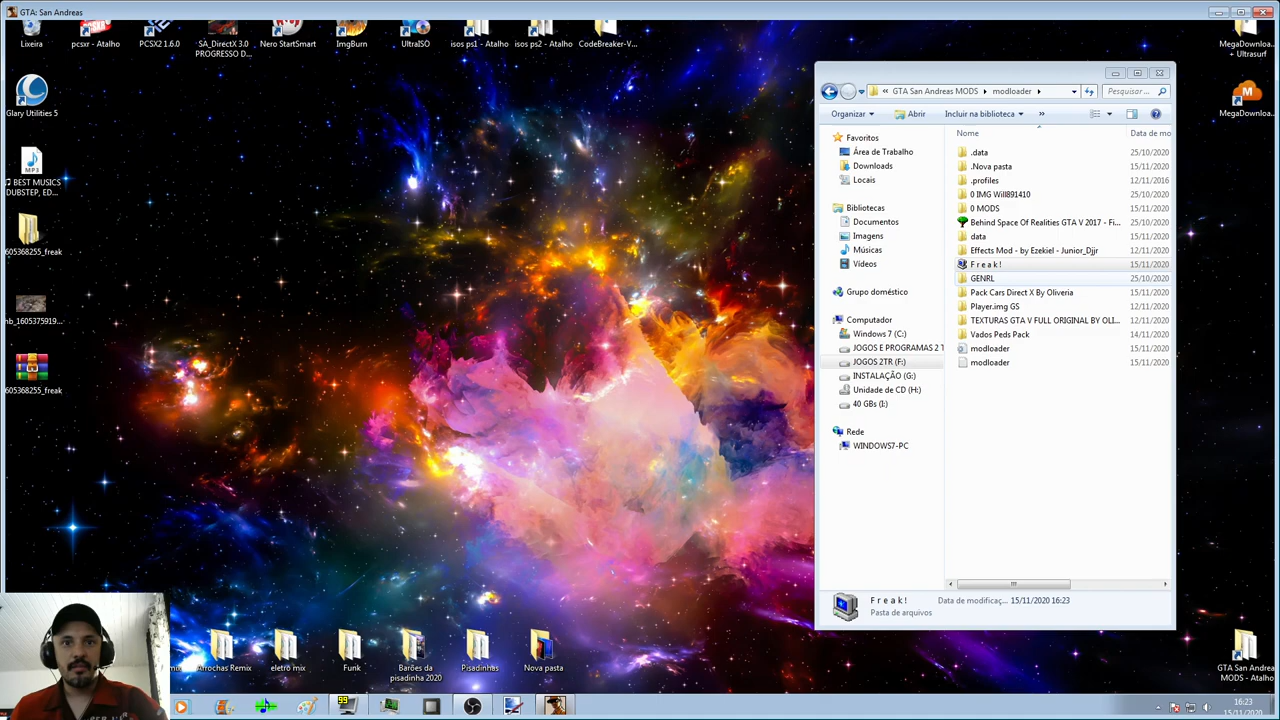 GTA: San Andreas
Lixeira
pcsxr - Atalho
PCSX2 1.6.0
SA_DirectX 3.0
PROGRESSO D...
Nero StartSmart
ImgBurn
UltraISO
isos ps1 - Atalho
isos ps2 - Atalho
CodeBreaker-V...
MegaDownloa...
+ Ultrasurf
Glary Utilities 5
MegaDownloa...
MP3
BEST MUSICS
DUBSTEP, ED...
605368255_freak
nb_1605375919...
605368255_freak
GTA San Andreas MODS
modloader
Pesquisar ...
Organizar
Abrir
Incluir na biblioteca
»
Favoritos
Área de Trabalho
Downloads
Locais
Bibliotecas
Documentos
Imagens
Músicas
Vídeos
Grupo doméstico
Computador
Windows 7 (C:)
JOGOS E PROGRAMAS 2 T
JOGOS 2TR (F:)
INSTALAÇÃO (G:)
Unidade de CD (H:)
40 GBs (I:)
Rede
WINDOWS7-PC
Nome
Data de mo
.data 25/10/2020
.Nova pasta 15/11/2020
.profiles 12/11/2016
0 IMG Will891410 25/10/2020
0 MODS 15/11/2020
Behind Space Of Realities GTA V 2017 - Fi... 25/10/2020
data 15/11/2020
Effects Mod - by Ezekiel - Junior_Djjr 12/11/2020
F r e a k ! 15/11/2020
GENRL 25/10/2020
Pack Cars Direct X By Oliveria 15/11/2020
Player.img GS 12/11/2020
TEXTURAS GTA V FULL ORIGINAL BY OLI... 12/11/2020
Vados Peds Pack 14/11/2020
modloader 15/11/2020
modloader 15/11/2020
F r e a k ! Data de modificaç... 15/11/2020 16:23
Pasta de arquivos
Arrochas Remix
eletro mix
Funk
Barões da
pisadinha 2020
Pisadinhas
Nova pasta
GTA San Andreas
MODS - Atalho
99
16:23
15/11/2020